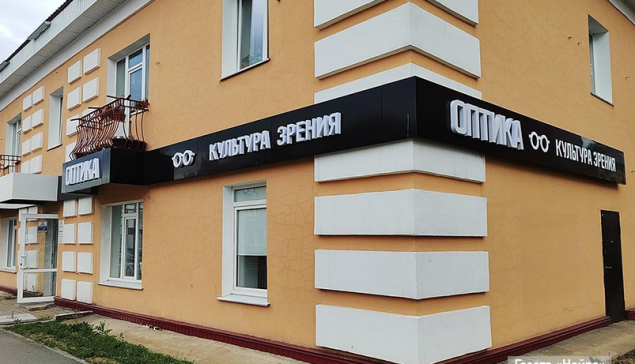 ОПТИКА
КУЛЬТУРА ЗРЕНИЯ
ОПТИКА КУЛЬТУРА ЗРЕНИЯ